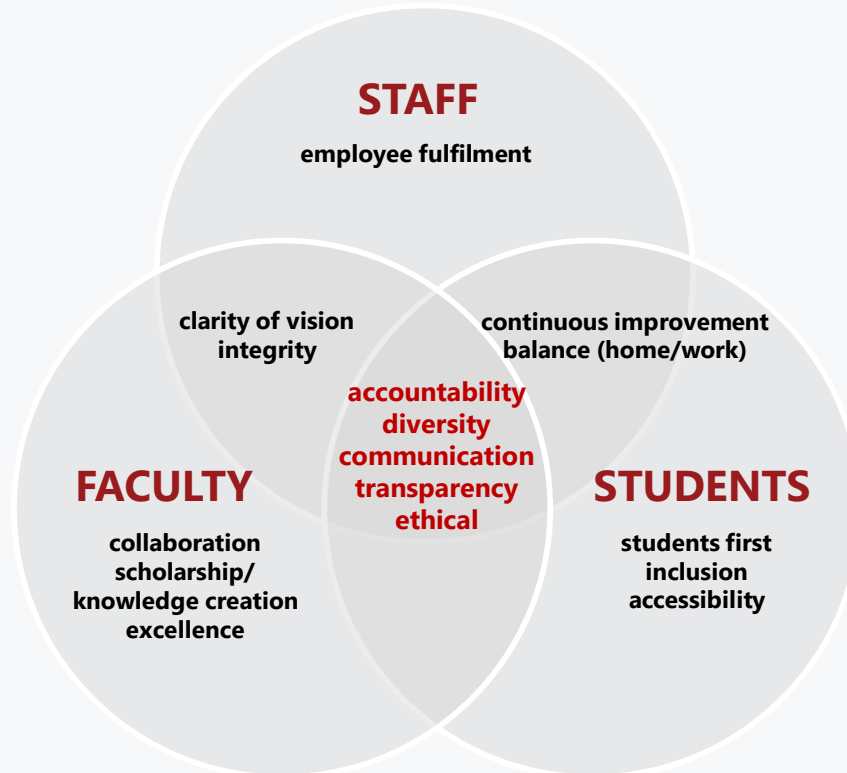 STAFF
employee fulfilment
clarity of vision
integrity
continuous improvement
balance (home/work)
accountability
diversity
communication
transparency
ethical
FACULTY
collaboration
scholarship/
knowledge creation
excellence
STUDENTS
students first
inclusion
accessibility